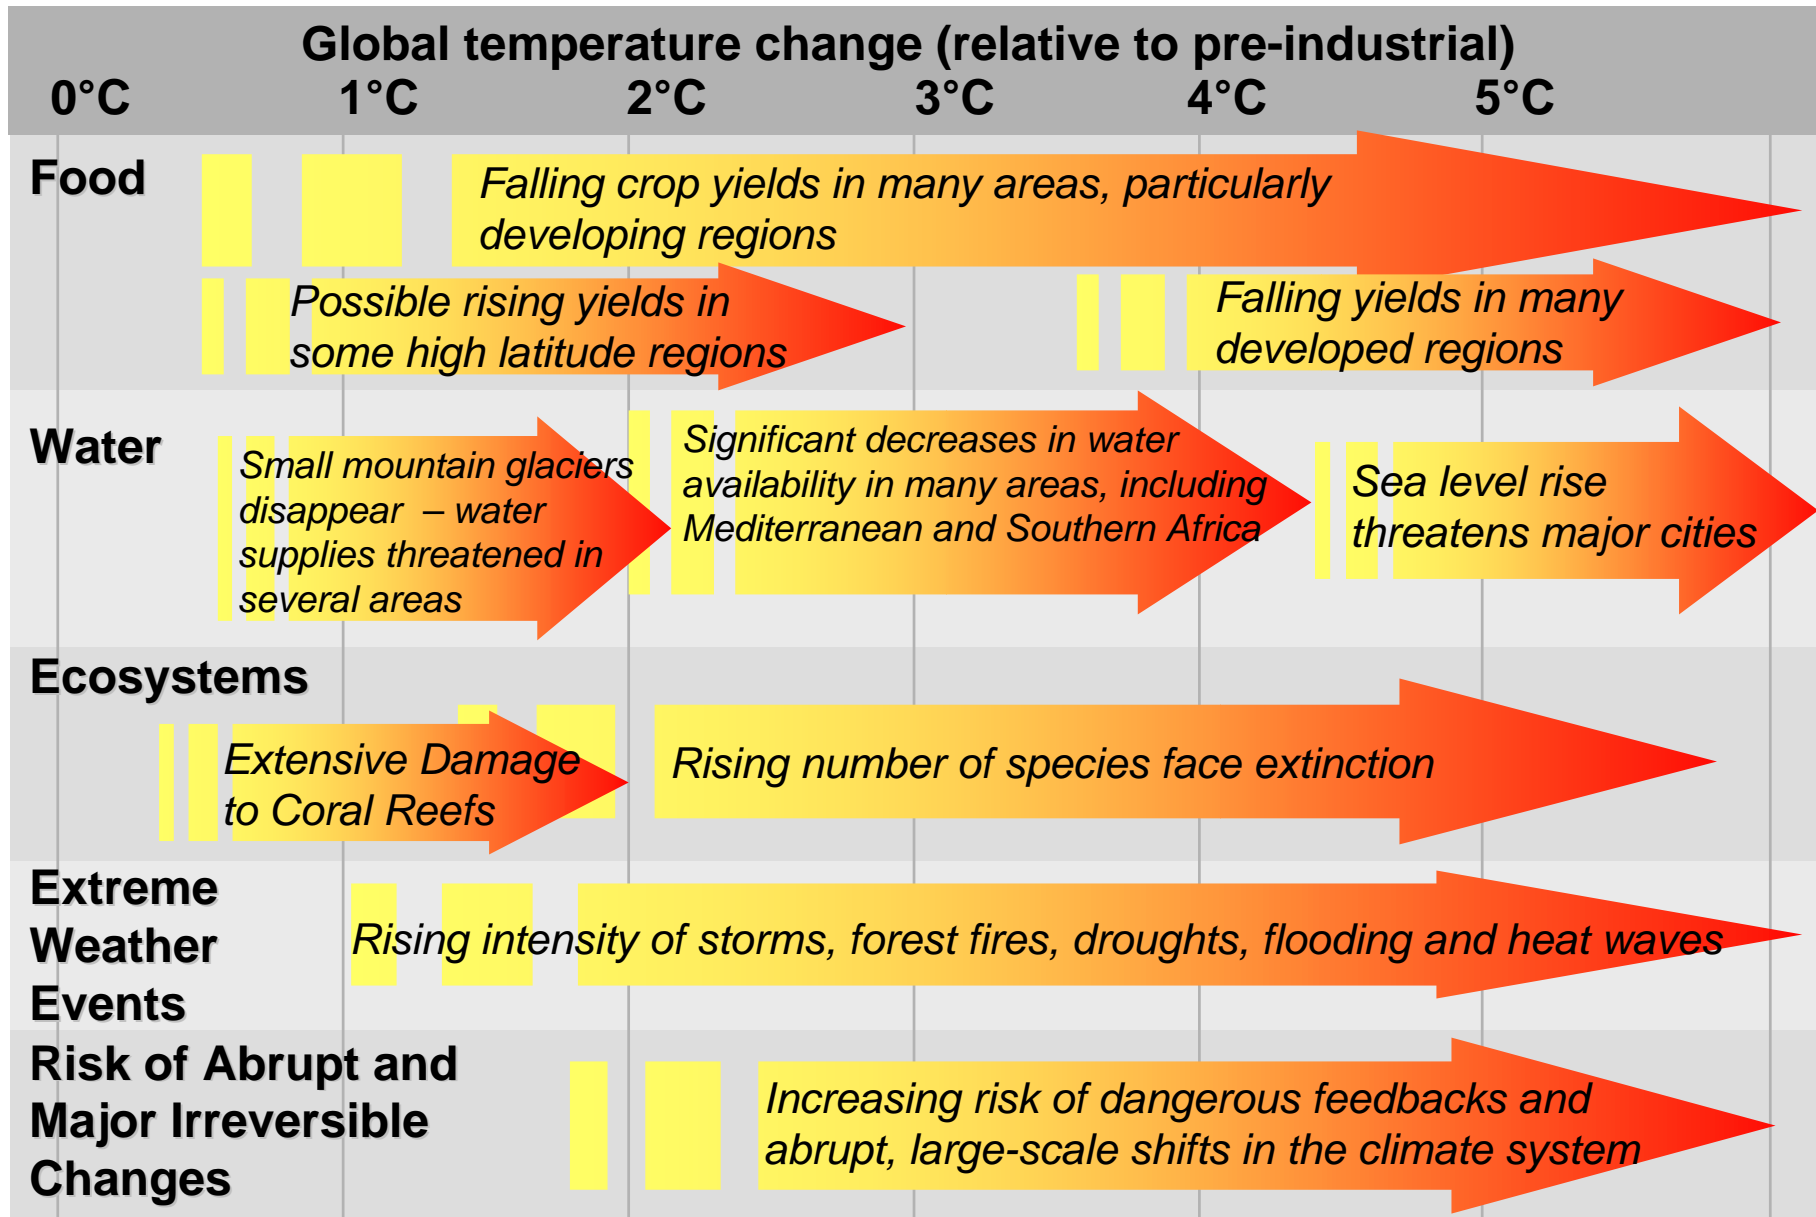 Global temperature change (relative to pre-industrial)
0°C 1°C 2°C 3°C 4°C 5°C
Food
Falling crop yields in many areas, particularly
developing regions
Possible rising yields in
some high latitude regions
Falling yields in many
developed regions
Water
Small mountain glaciers
disappear – water
supplies threatened in
several areas
Significant decreases in water
availability in many areas, including
Mediterranean and Southern Africa
Sea level rise
threatens major cities
Ecosystems
Extensive Damage
to Coral Reefs
Rising number of species face extinction
Extreme
Weather
Events
Rising intensity of storms, forest fires, droughts, flooding and heat waves
Risk of Abrupt and
Major Irreversible
Changes
Increasing risk of dangerous feedbacks and
abrupt, large-scale shifts in the climate system